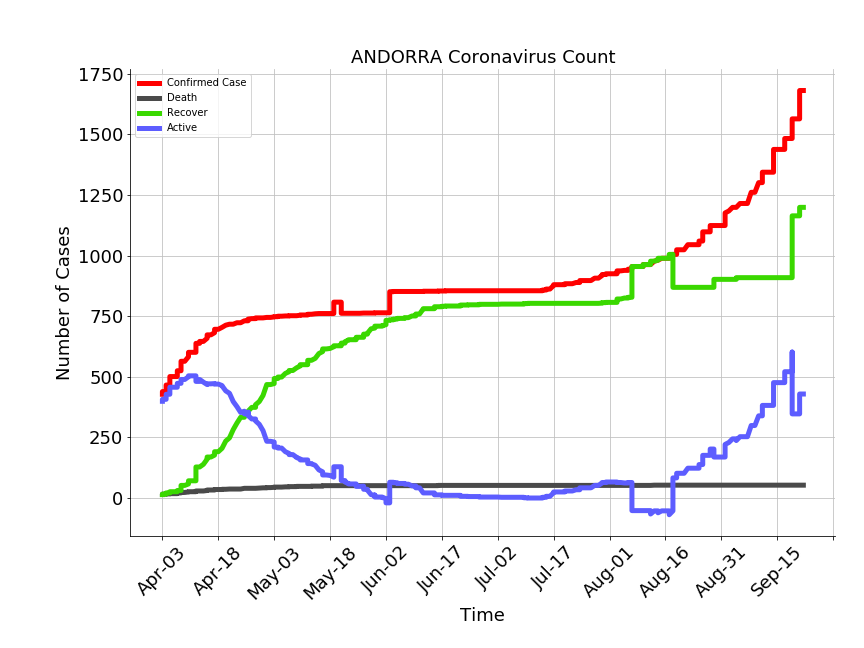 ANDORRA Coronavirus Count
Confirmed Case
Death
Recover
Active
Number of Cases
1750
1500
1250
1000
750
500
250
0
Apr-03
Apr-18
May-03
May-18
Jun-02
Jun-17
Jul-02
Jul-17
Aug-01
Aug-16
Aug-31
Sep-15
Time